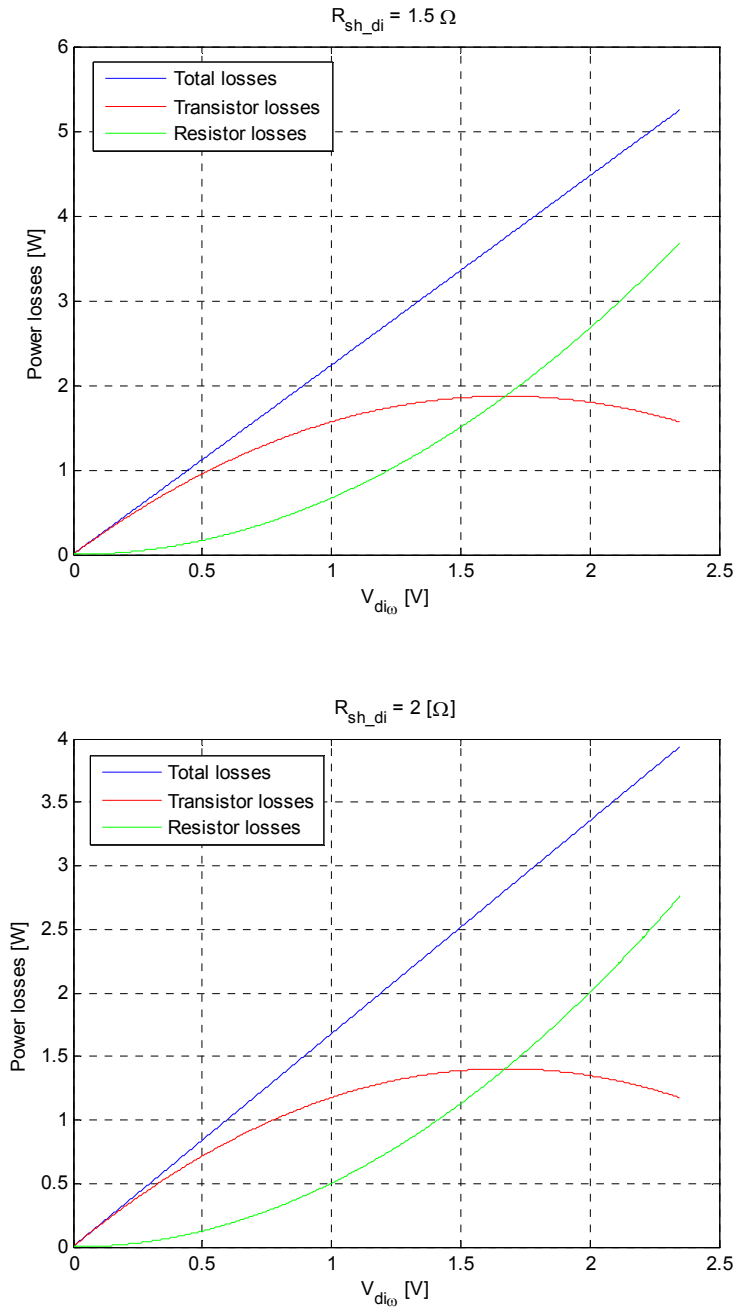 R_sh_di = 1.5 Ω
6
5
4
3
2
1
0
Power losses [W]
Total losses
Transistor losses
Resistor losses
0 0.5 1 1.5 2 2.5
V_diω [V]
R_sh_di = 2 [Ω]
4
3.5
3
2.5
2
1.5
1
0.5
0
Power losses [W]
Total losses
Transistor losses
Resistor losses
0 0.5 1 1.5 2 2.5
V_diω [V]